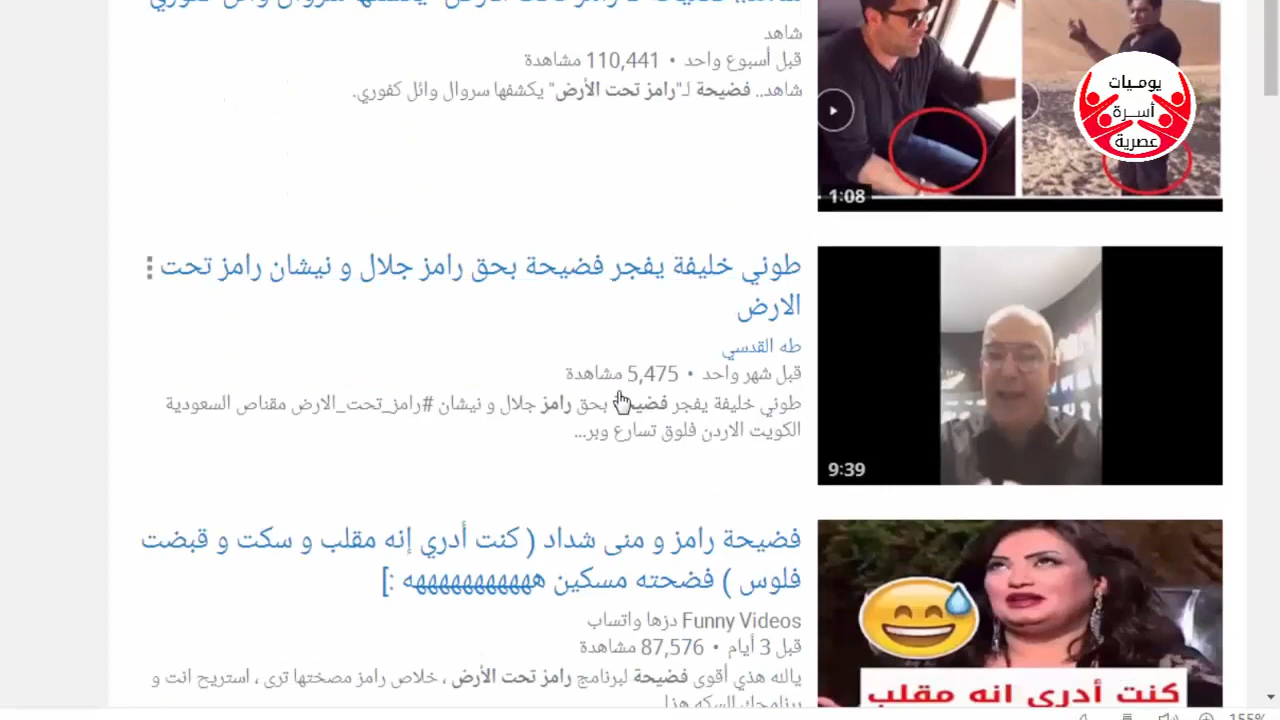 شاهد
قبل أسبوع واحد • 110,441 مشاهدة
شاهد.. فضيحة لـ"رامز تحت الأرض" يكشفها سروال وائل كفوري.
1:08
يوميات
أسرة
عصرية
طوني خليفة يفجر فضيحة بحق رامز جلال و نيشان رامز تحت
الارض
طه القدسي
قبل شهر واحد • 5,475 مشاهدة
طوني خليفة يفجر فضيحة بحق رامز جلال و نيشان #رامز_تحت_الارض مقناص السعودية
الكويت الاردن فلوق تسارع وبر...
9:39
فضيحة رامز و منى شداد ( كنت أدري إنه مقلب و سكت و قبضت
فلوس ) فضحته مسكين هههههههههههه :]
Funny Videos دزها واتساب
قبل 3 أيام • 87,576 مشاهدة
يالله هذي أقوى فضيحة لبرنامج رامز تحت الأرض ، خلاص رامز مصختها ترى ، استريح انت و
كنت أدري انه مقلب
155%